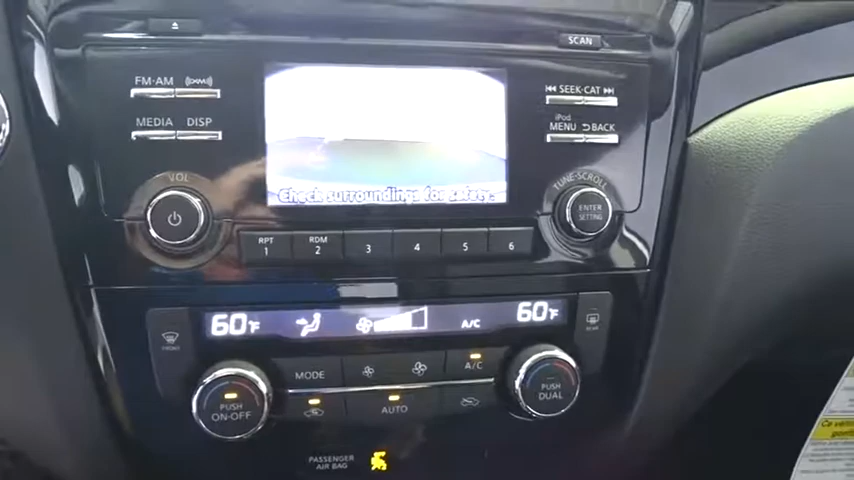 SCAN
FM·AM
MEDIA DISP
SEEK·CAT
iPod
MENU BACK
Check surroundings for safety.
VOL
TUNE·SCROLL
ENTER
SETTING
RPT RDM
1 2 3 4 5 6
60°F A/C 60°F
FRONT REAR
MODE A/C
PUSH
ON·OFF
AUTO
PUSH
DUAL
PASSENGER
AIR BAG